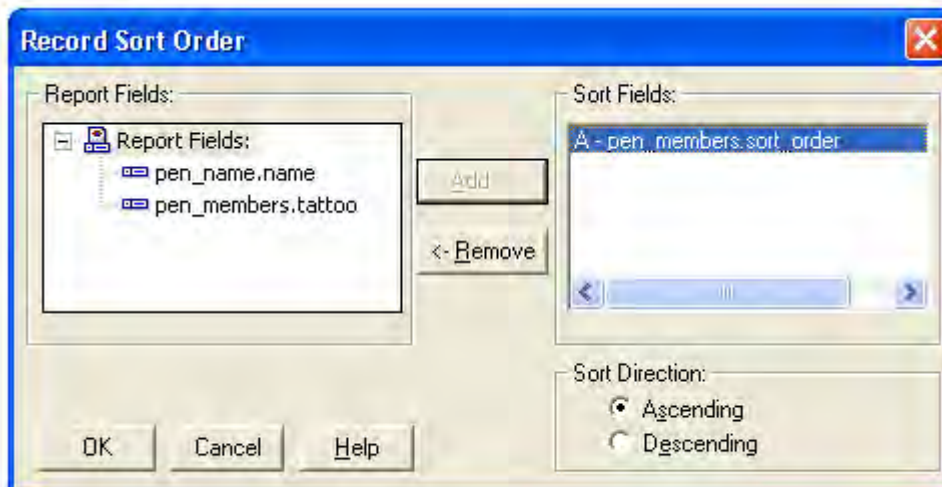 Record Sort Order
Report Fields:
Report Fields:
pen_name.name
pen_members.tattoo
Add
<- Remove
Sort Fields:
A - pen_members.sort_order
Sort Direction:
Ascending
Descending
OK
Cancel
Help